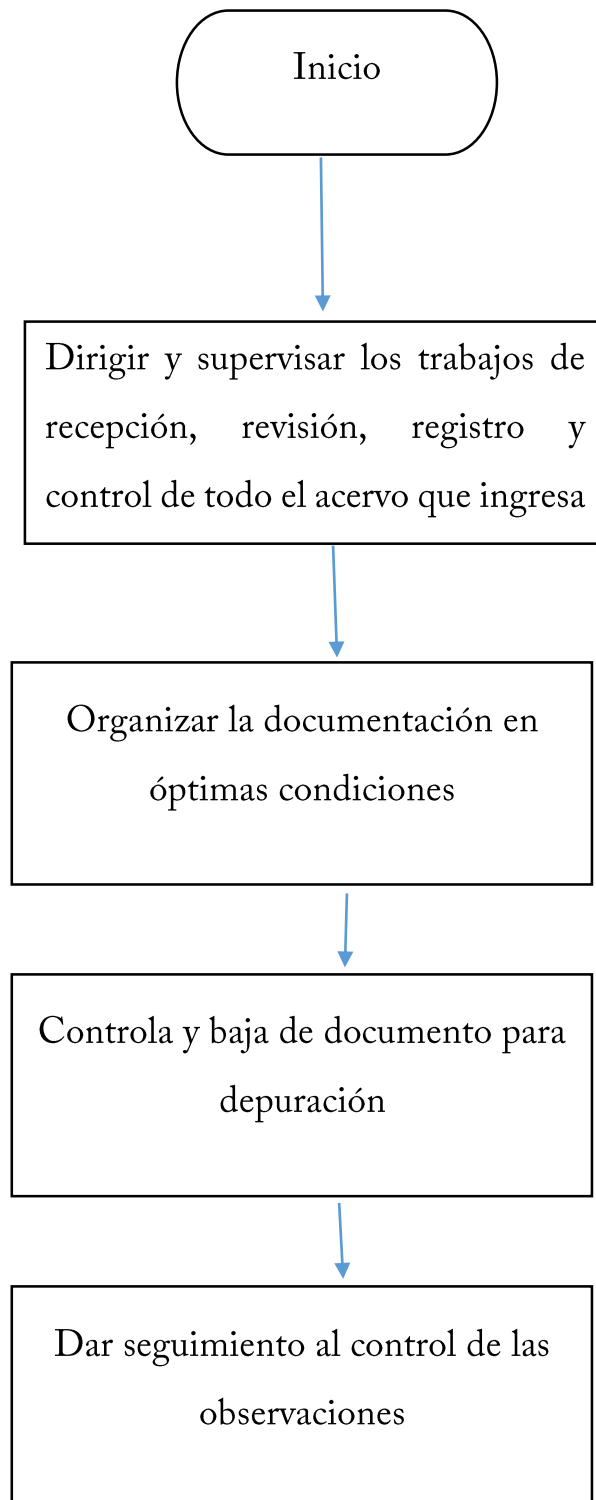 Inicio
Dirigir y supervisar los trabajos de
recepción, revisión, registro y
control de todo el acervo que ingresa
Organizar la documentación en
óptimas condiciones
Controla y baja de documento para
depuración
Dar seguimiento al control de las
observaciones